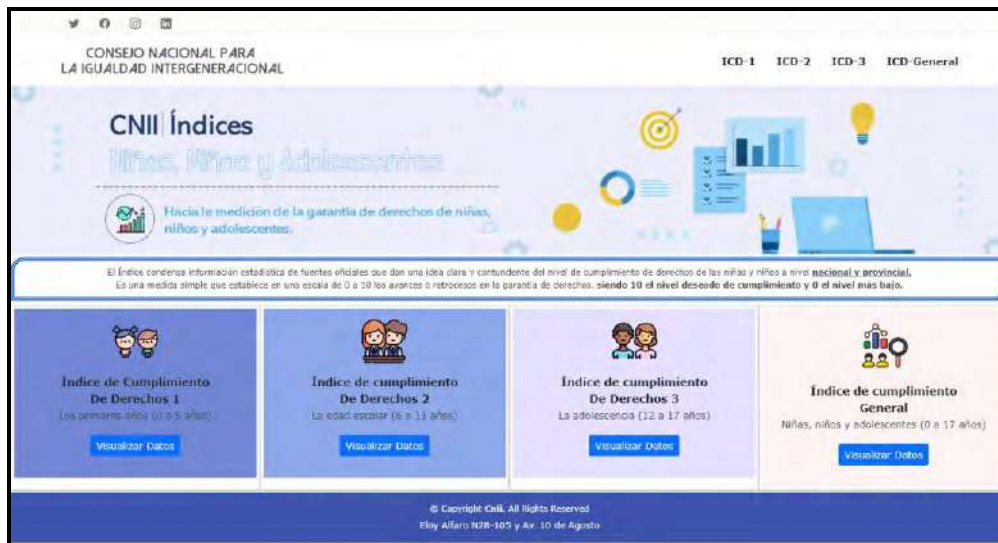 CONSEJO NACIONAL PARA
LA IGUALDAD INTERGENERACIONAL
ICD-1 ICD-2 ICD-3 ICD-General
CNII Índices
Niñas, Niños y Adolescentes
Hacia le medición de la garantía de derechos de niñas,
niños y adolescentes.
El Índice condensa información estadística de fuentes oficiales que dan una idea clara y contundente del nivel de cumplimiento de derechos de las niñas y niños a nivel nacional y provincial.
Es una medida simple que establece en una escala de 0 a 10 los avances o retrocesos en la garantía de derechos, siendo 10 el nivel deseado de cumplimiento y 0 el nivel más bajo.
Índice de Cumplimiento
De Derechos 1
Los primeros años (0 a 5 años)
Visualizar Datos
Índice de cumplimiento
De Derechos 2
La edad escolar (6 a 11 años)
Visualizar Datos
Índice de cumplimiento
De Derechos 3
La adolescencia (12 a 17 años)
Visualizar Datos
Índice de cumplimiento
General
Niñas, niños y adolescentes (0 a 17 años)
Visualizar Datos
© Copyright Cnii. All Rights Reserved
Eloy Alfaro N28-105 y Av. 10 de Agosto